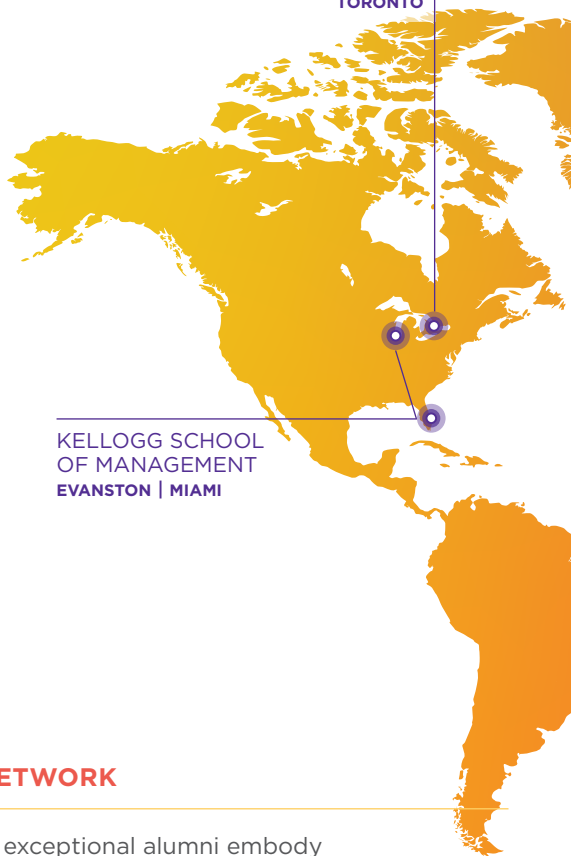 TORONTO
KELLOGG SCHOOL
OF MANAGEMENT
EVANSTON | MIAMI
ETWORK
exceptional alumni embody